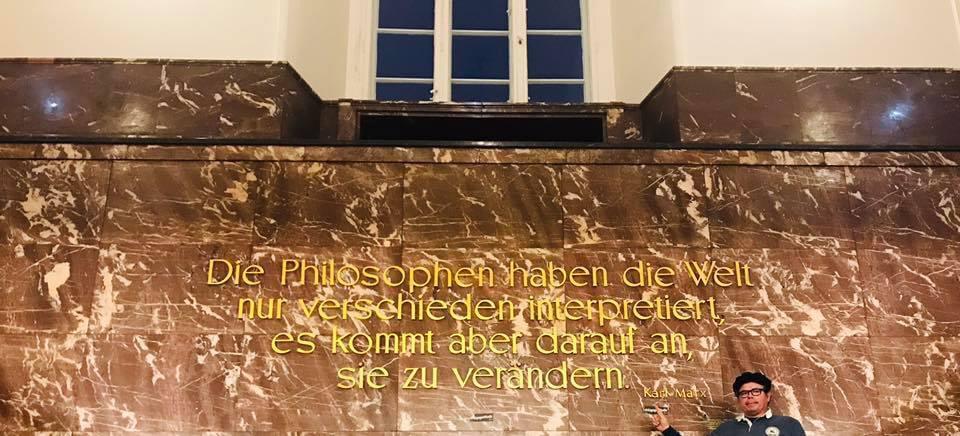 Die Philosophen haben die Welt
nur verschieden interpretiert,
es kommt aber darauf an,
sie zu verändern.
Karl Marx